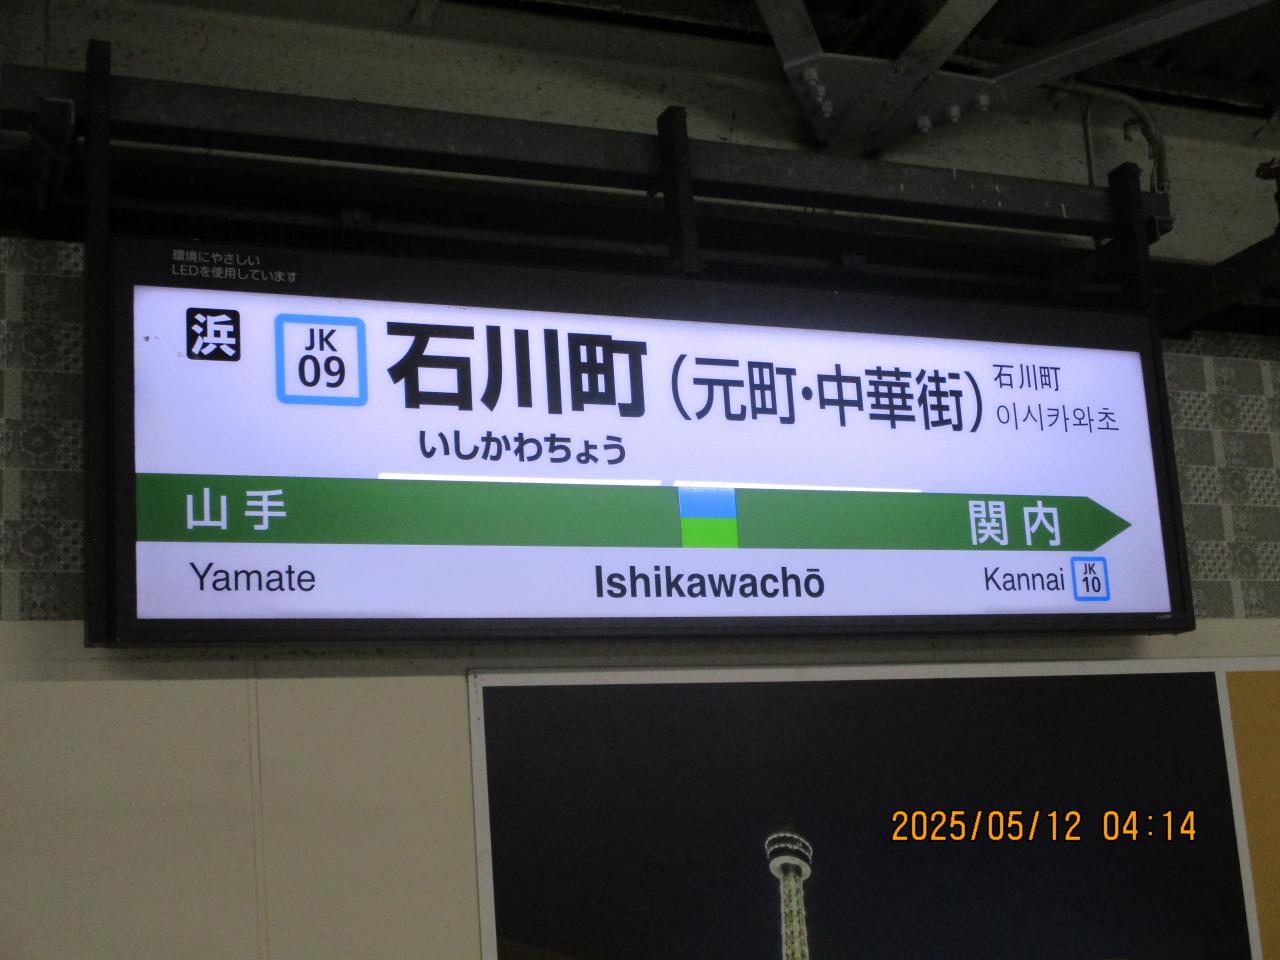 環境にやさしい
LEDを使用しています
浜
JK
09
石川町(元町・中華街)
いしかわちょう
石川町
이시카와초
山手
関内
Yamate
Ishikawachō
Kannai
JK
10
2025/05/12 04:14